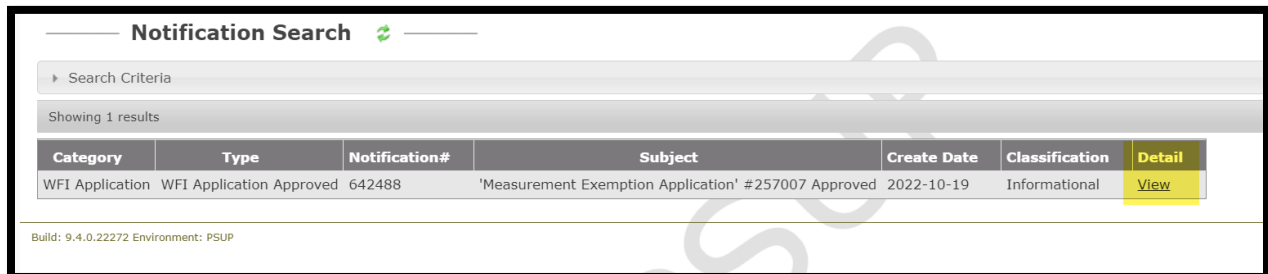 Notification Search
Search Criteria
Showing 1 results
Category Type Notification# Subject Create Date Classification Detail
WFI Application WFI Application Approved 642488 'Measurement Exemption Application' #257007 Approved 2022-10-19 Informational View
Build: 9.4.0.22272 Environment: PSUP